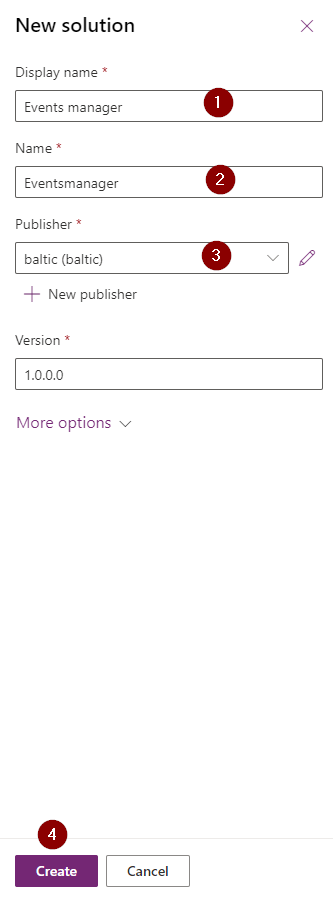 New solution
Display name *
Events manager 1
Name *
Eventsmanager 2
Publisher *
baltic (baltic) 3
New publisher
Version *
1.0.0.0
More options
4
Create Cancel